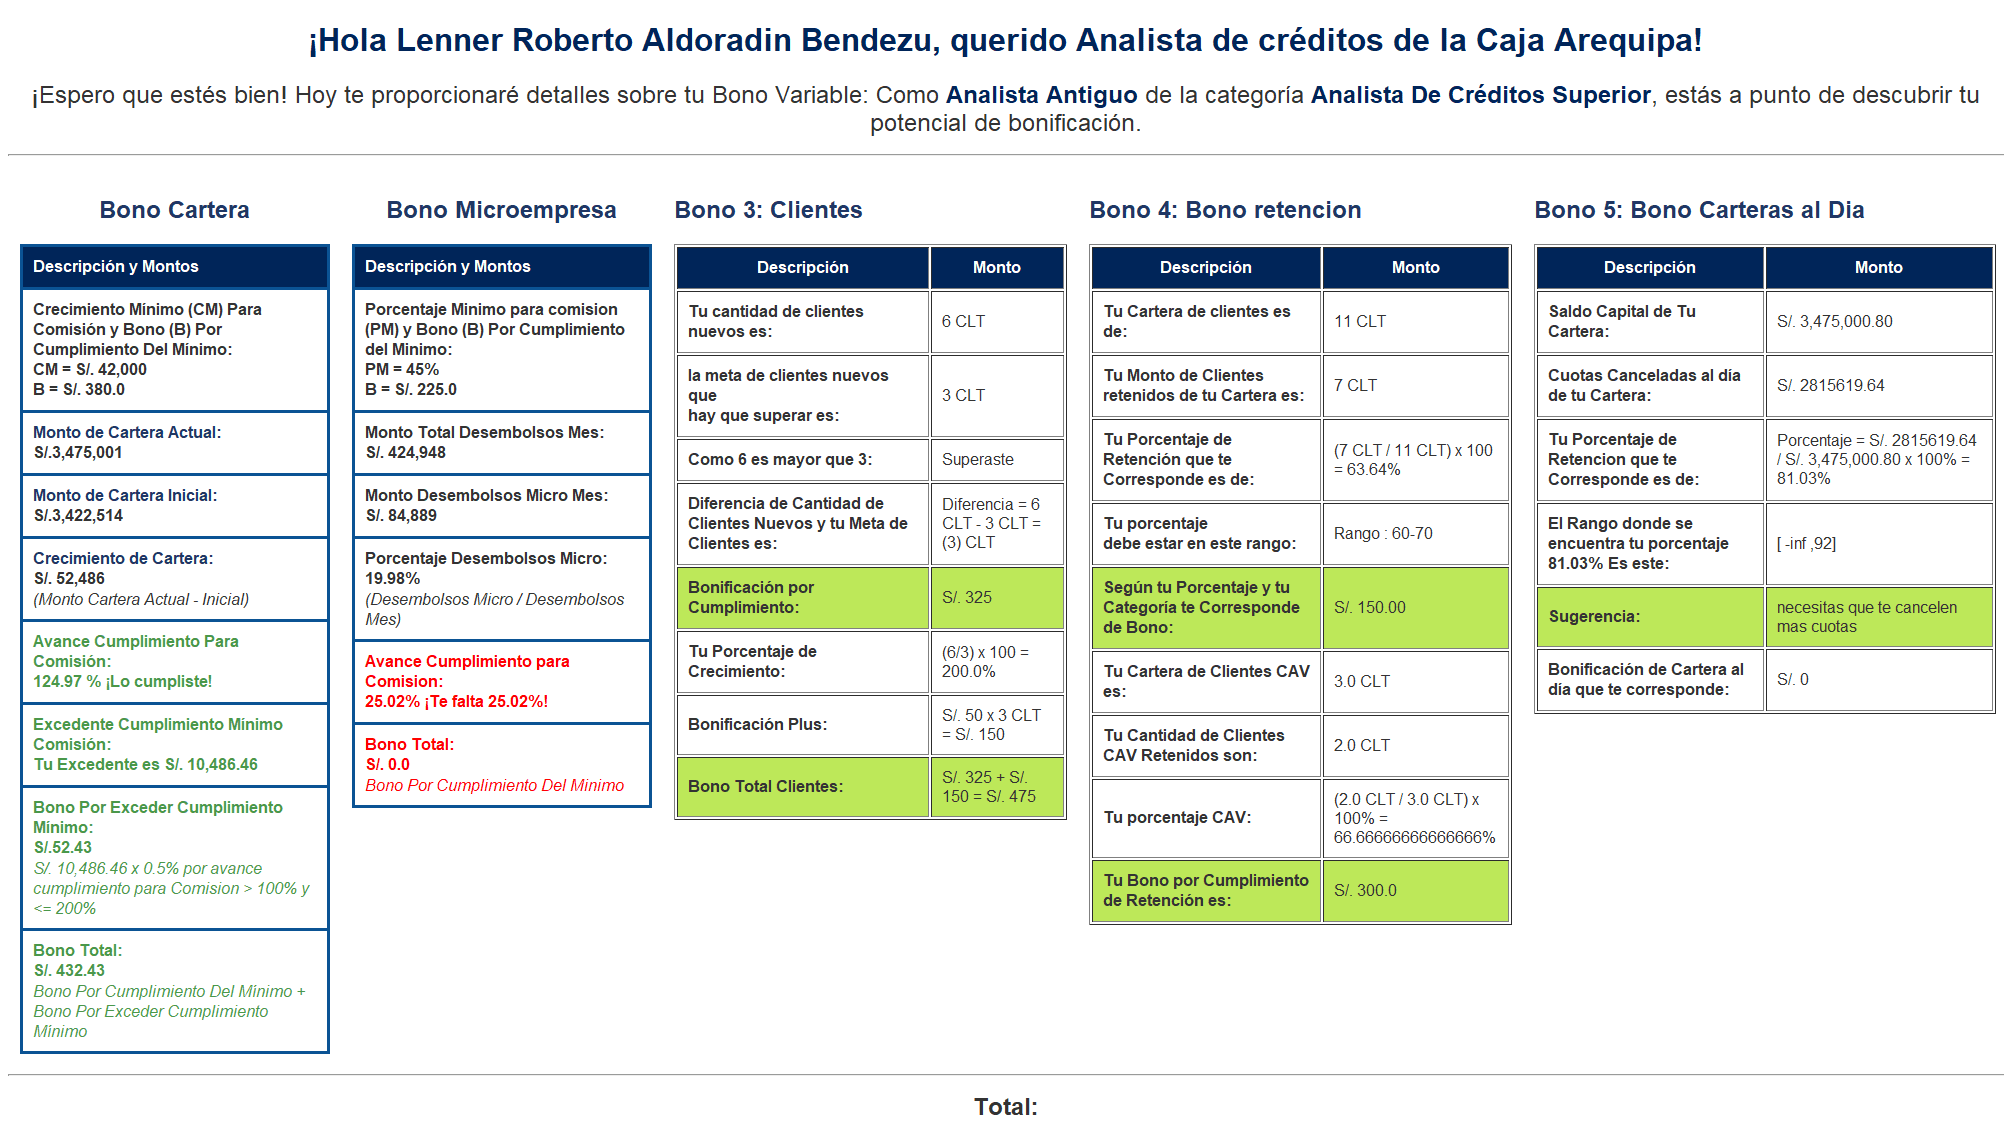 ¡Hola Lenner Roberto Aldoradin Bendezu, querido Analista de créditos de la Caja Arequipa!
¡Espero que estés bien! Hoy te proporcionaré detalles sobre tu Bono Variable: Como Analista Antiguo de la categoría Analista De Créditos Superior, estás a punto de descubrir tu
potencial de bonificación.
Bono Cartera
Descripción y Montos
Crecimiento Mínimo (CM) Para
Comisión y Bono (B) Por
Cumplimiento Del Mínimo:
CM = S/. 42,000
B = S/. 380.0
Monto de Cartera Actual:
S/.3,475,001
Monto de Cartera Inicial:
S/.3,422,514
Crecimiento de Cartera:
S/. 52,486
(Monto Cartera Actual - Inicial)
Avance Cumplimiento Para
Comisión:
124.97 % ¡Lo cumpliste!
Excedente Cumplimiento Mínimo
Comisión:
Tu Excedente es S/. 10,486.46
Bono Por Exceder Cumplimiento
Mínimo:
S/.52.43
S/. 10,486.46 x 0.5% por avance
cumplimiento para Comision > 100% y
<= 200%
Bono Total:
S/. 432.43
Bono Por Cumplimiento Del Mínimo +
Bono Por Exceder Cumplimiento
Mínimo
Bono Microempresa
Descripción y Montos
Porcentaje Minimo para comision
(PM) y Bono (B) Por Cumplimiento
del Minimo:
PM = 45%
B = S/. 225.0
Monto Total Desembolsos Mes:
S/. 424,948
Monto Desembolsos Micro Mes:
S/. 84,889
Porcentaje Desembolsos Micro:
19.98%
(Desembolsos Micro / Desembolsos
Mes)
Avance Cumplimiento para
Comision:
25.02% ¡Te falta 25.02%!
Bono Total:
S/. 0.0
Bono Por Cumplimiento Del Mínimo
Bono 3: Clientes
Descripción Monto
Tu cantidad de clientes
nuevos es:
6 CLT
la meta de clientes nuevos
que
hay que superar es:
3 CLT
Como 6 es mayor que 3: Superaste
Diferencia de Cantidad de
Clientes Nuevos y tu Meta de
Clientes es:
Diferencia = 6
CLT - 3 CLT =
(3) CLT
Bonificación por
Cumplimiento:
S/. 325
Tu Porcentaje de
Crecimiento:
(6/3) x 100 =
200.0%
Bonificación Plus:
S/. 50 x 3 CLT
= S/. 150
Bono Total Clientes:
S/. 325 + S/.
150 = S/. 475
Bono 4: Bono retencion
Descripción Monto
Tu Cartera de clientes es
de:
11 CLT
Tu Monto de Clientes
retenidos de tu Cartera es:
7 CLT
Tu Porcentaje de
Retención que te
Corresponde es de:
(7 CLT / 11 CLT) x 100
= 63.64%
Tu porcentaje
debe estar en este rango:
Rango : 60-70
Según tu Porcentaje y tu
Categoría te Corresponde
de Bono:
S/. 150.00
Tu Cartera de Clientes CAV
es:
3.0 CLT
Tu Cantidad de Clientes
CAV Retenidos son:
2.0 CLT
Tu porcentaje CAV:
(2.0 CLT / 3.0 CLT) x
100% =
66.66666666666666%
Tu Bono por Cumplimiento
de Retención es:
S/. 300.0
Bono 5: Bono Carteras al Dia
Descripción Monto
Saldo Capital de Tu
Cartera:
S/. 3,475,000.80
Cuotas Canceladas al día
de tu Cartera:
S/. 2815619.64
Tu Porcentaje de
Retencion que te
Corresponde es de:
Porcentaje = S/. 2815619.64
/ S/. 3,475,000.80 x 100% =
81.03%
El Rango donde se
encuentra tu porcentaje
81.03% Es este:
[ -inf ,92]
Sugerencia:
necesitas que te cancelen
mas cuotas
Bonificación de Cartera al
día que te corresponde:
S/. 0
Total: